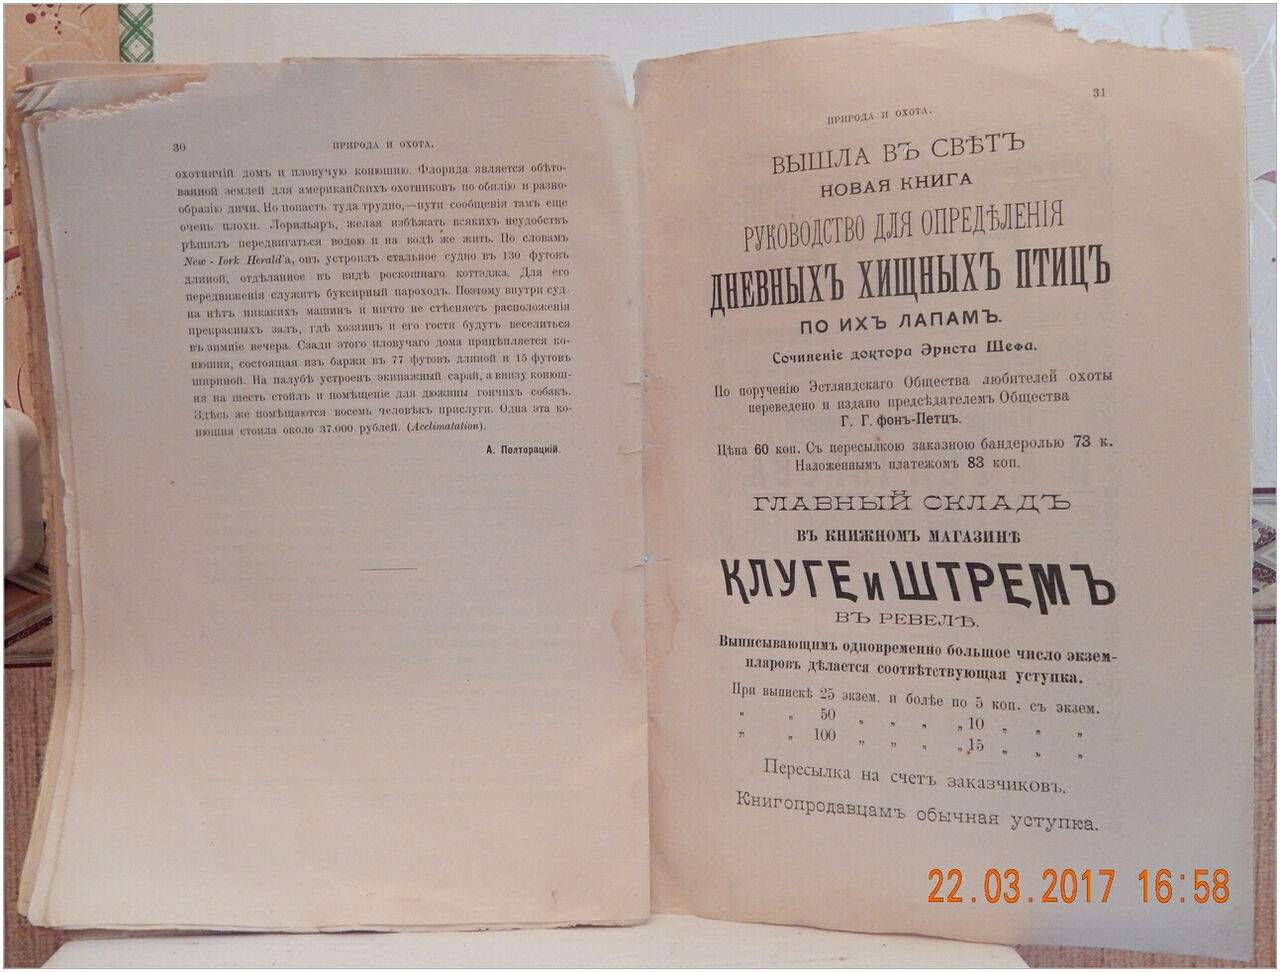 30
ПРИРОДА И ОХОТА.
охотничій домъ и пловучую конюшню. Флорида является обѣто-
ванной землей для американскихъ охотниковъ по обилію и разно-
образію дичи. Но попасть туда трудно,—пути сообщенія тамъ еще
очень плохи. Лорильяръ, желая избѣжать всякихъ неудобствъ
рѣшилъ передвигаться водою и на водѣ же жить. По словамъ
New - Iork Herald'а, онъ устроилъ стальное судно въ 130 футовъ
длиной, отдѣланное въ видѣ роскошнаго коттэджа. Для его
передвиженія служитъ буксирный пароходъ. Поэтому внутри суд-
на нѣтъ никакихъ машинъ и ничто не стѣсняетъ расположенія
прекрасныхъ залъ, гдѣ хозяинъ и его гости будутъ веселиться
въ зимніе вечера. Сзади этого пловучаго дома прицѣпляется ко-
нюшня, состоящая изъ баржи въ 77 футовъ длиной и 15 футовъ
шириной. На палубѣ устроен экипажный сарай, а внизу конюш-
ня на шесть стойлъ и помѣщеніе для дюжины гончихъ собакъ.
Здѣсь же помѣщаются восемь человѣкъ прислуги. Одна эта ко-
нюшня стоила около 37.000 рублей. (Acclimatation).
А. Полторацкій.
31
ПРИРОДА И ОХОТА.
ВЫШЛА ВЪ СВѢТЪ
НОВАЯ КНИГА
РУКОВОДСТВО ДЛЯ ОПРЕДѢЛЕНІЯ
ДНЕВНЫХЪ ХИЩНЫХЪ ПТИЦЪ
ПО ИХЪ ЛАПАМЪ.
Сочиненіе доктора Эрнста Шефа.
По порученію Эстляндскаго Общества любителей охоты
переведено и издано предсѣдателемъ Общества
Г. Г. фонъ-Петцъ.
Цѣна 60 коп. Съ пересылкою заказною бандеролью 73 к.
Наложеннымъ платежомъ 83 коп.
ГЛАВНЫЙ СКЛАДЪ
ВЪ КНИЖНОМЪ МАГАЗИНѢ
КЛУГЕ и ШТРЕМЪ
ВЪ РЕВЕЛѢ.
Выписывающимъ одновременно большое число экзем-
пляровъ дѣлается соотвѣтствующая уступка.
При выпискѣ 25 экзем. и болѣе по 5 коп. съ экзем.
„ „ 50 „ „ „ „ 10 „ „ „
„ „ 100 „ „ „ „ 15 „ „ „
Пересылка на счетъ заказчиковъ.
Книгопродавцамъ обычная уступка.
22.03.2017 16:58